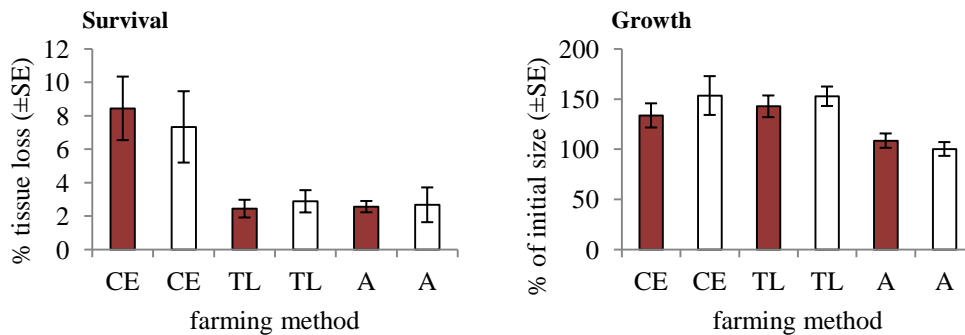 Survival
% tissue loss (±SE)
12
10
8
6
4
2
0
CE CE TL TL A A
farming method
Growth
% of initial size (±SE)
200
150
100
50
0
CE CE TL TL A A
farming method